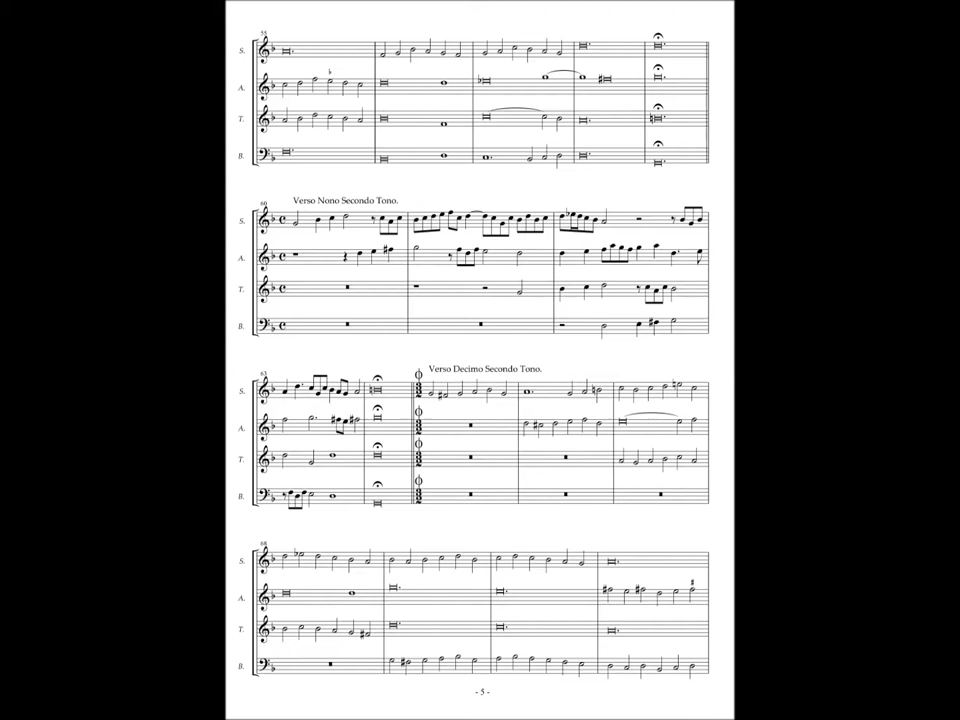 55
S.
A.
T.
B.
60
Verso Nono Secondo Tono.
S.
A.
T.
B.
63
Verso Decimo Secondo Tono.
S.
A.
T.
B.
68
S.
A.
T.
B.
- 5 -